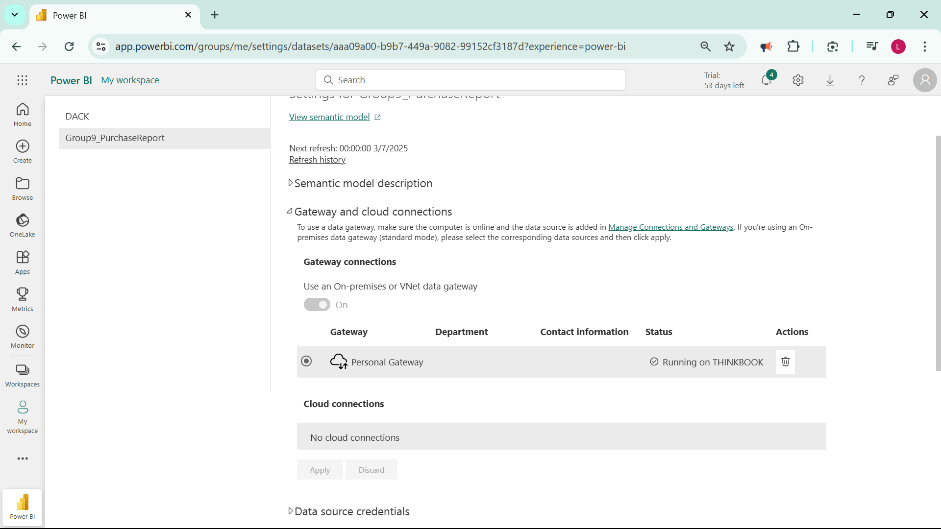 Power BI
app.powerbi.com/groups/me/settings/datasets/aaa09a00-b9b7-449a-9082-99152cf3187d?experience=power-bi
L
Power BI My workspace
Search
Trial:
53 days left
4
Home
Create
Browse
OneLake
Apps
Metrics
Monitor
Workspaces
My
workspace
Power BI
DACK
Group9_PurchaseReport
Settings for Group9_PurchaseReport
View semantic model
Next refresh: 00:00:00 3/7/2025
Refresh history
Semantic model description
Gateway and cloud connections
To use a data gateway, make sure the computer is online and the data source is added in Manage Connections and Gateways. If you're using an On-
premises data gateway (standard mode), please select the corresponding data sources and then click apply.
Gateway connections
Use an On-premises or VNet data gateway
On
Gateway Department Contact information Status Actions
Personal Gateway Running on THINKBOOK
Cloud connections
No cloud connections
Apply Discard
Data source credentials